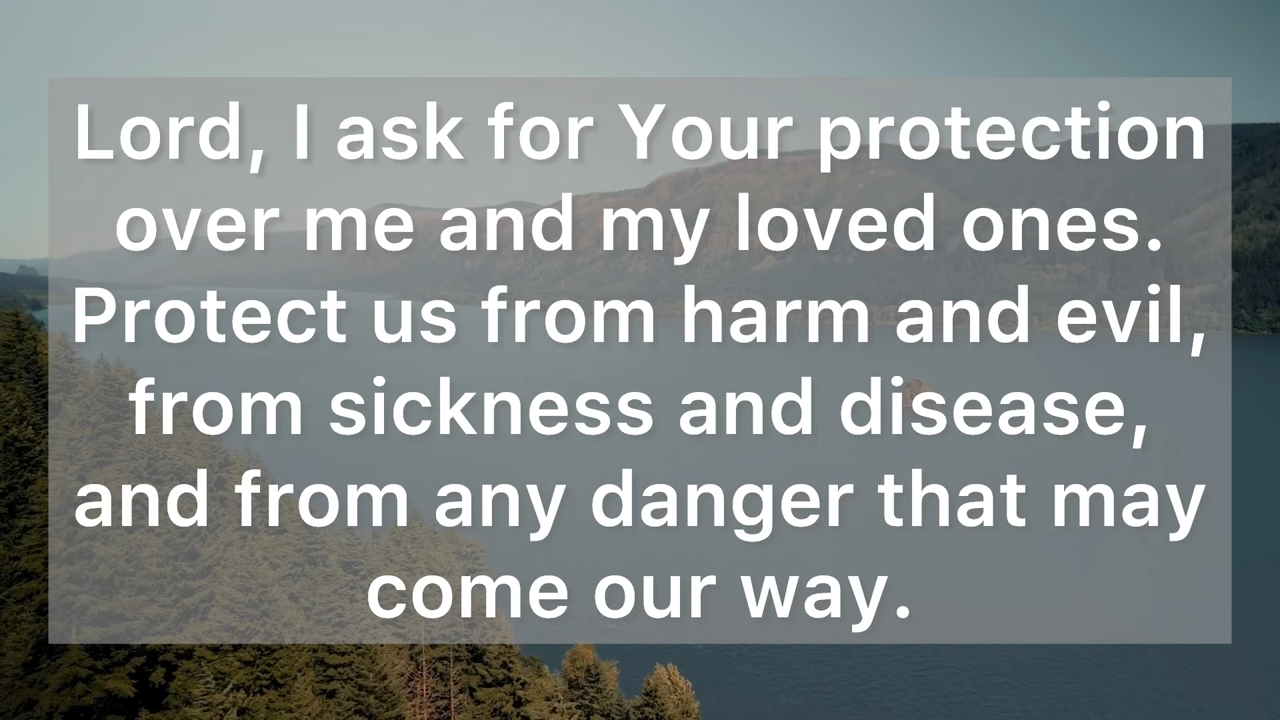 Lord, I ask for Your protection
over me and my loved ones.
Protect us from harm and evil,
from sickness and disease,
and from any danger that may
come our way.